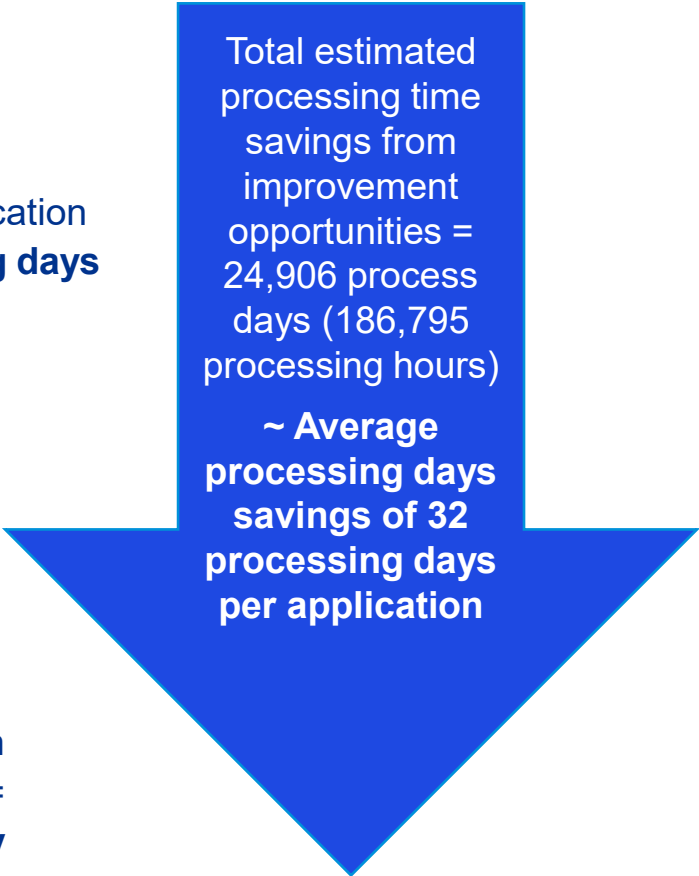 Total estimated
processing time
savings from
improvement
cation
opportunities =
g days
24,906 process
days (186,795
processing hours)
~ Average
processing days
savings of 32
processing days
per application
n
=